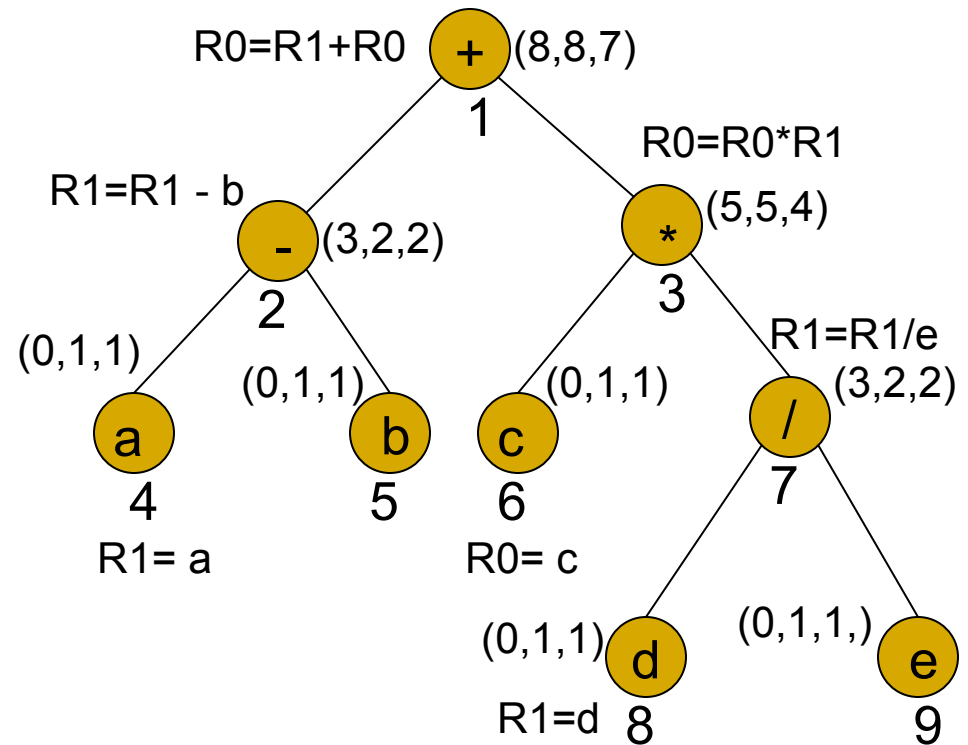 R0=R1+R0
+
(8,8,7)
1
R0=R0*R1
R1=R1 - b
-
(3,2,2)
2
*
(5,5,4)
3
R1=R1/e
(0,1,1)
(0,1,1)
(0,1,1)
(3,2,2)
a
b
c
/
4
5
6
7
R1= a
R0= c
(0,1,1)
(0,1,1,)
d
e
R1=d
8
9